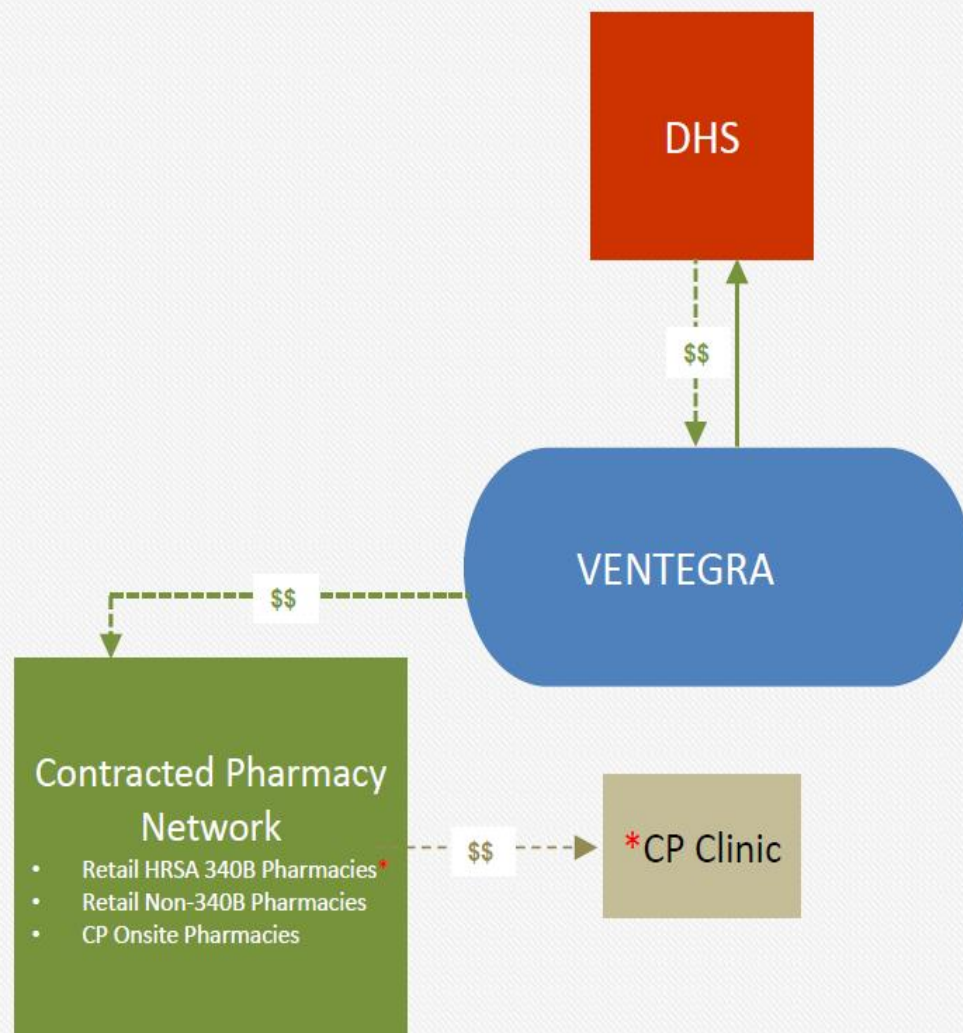 DHS
$$
VENTEGRA
$$
Contracted Pharmacy
Network
• Retail HRSA 340B Pharmacies*
• Retail Non-340B Pharmacies
• CP Onsite Pharmacies
$$
*CP Clinic